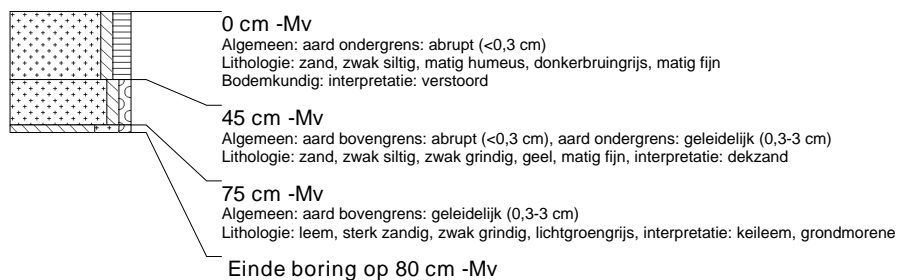 0 cm -Mv
Algemeen: aard ondergrens: abrupt (<0,3 cm)
Lithologie: zand, zwak siltig, matig humeus, donkerbruingrijs, matig fijn
Bodemkundig: interpretatie: verstoord
45 cm -Mv
Algemeen: aard bovengrens: abrupt (<0,3 cm), aard ondergrens: geleidelijk (0,3-3 cm)
Lithologie: zand, zwak siltig, zwak grindig, geel, matig fijn, interpretatie: dekzand
75 cm -Mv
Algemeen: aard bovengrens: geleidelijk (0,3-3 cm)
Lithologie: leem, sterk zandig, zwak grindig, lichtgroengrijs, interpretatie: keileem, grondmorene
Einde boring op 80 cm -Mv